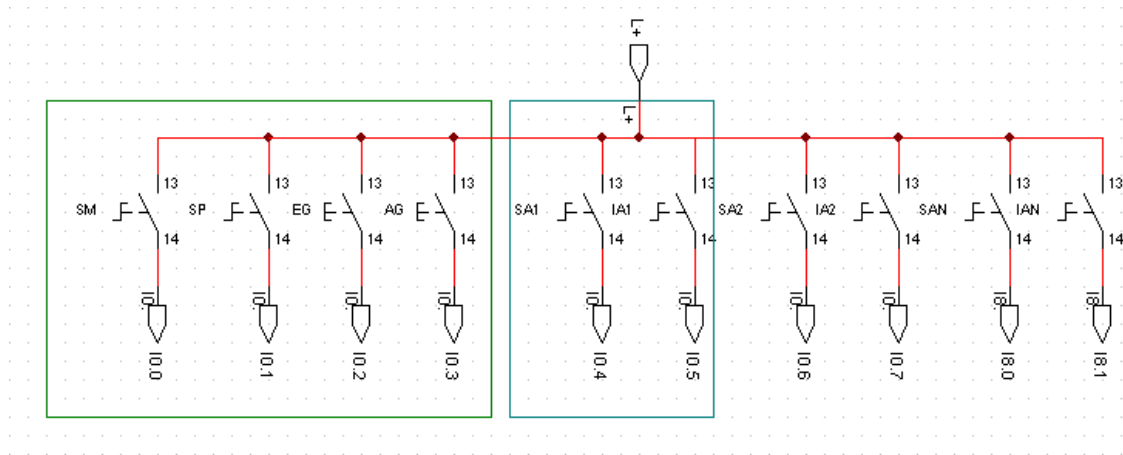 L+
L+
13 13 13 13 13 13 13 13 13 13
SM SP EG AG SA1 IA1 SA2 IA2 SAN IAN
14 14 14 14 14 14 14 14 14 14
I0.0 I0.1 I0.2 I0.3 I0.4 I0.5 I0.6 I0.7 I8.0 I8.1